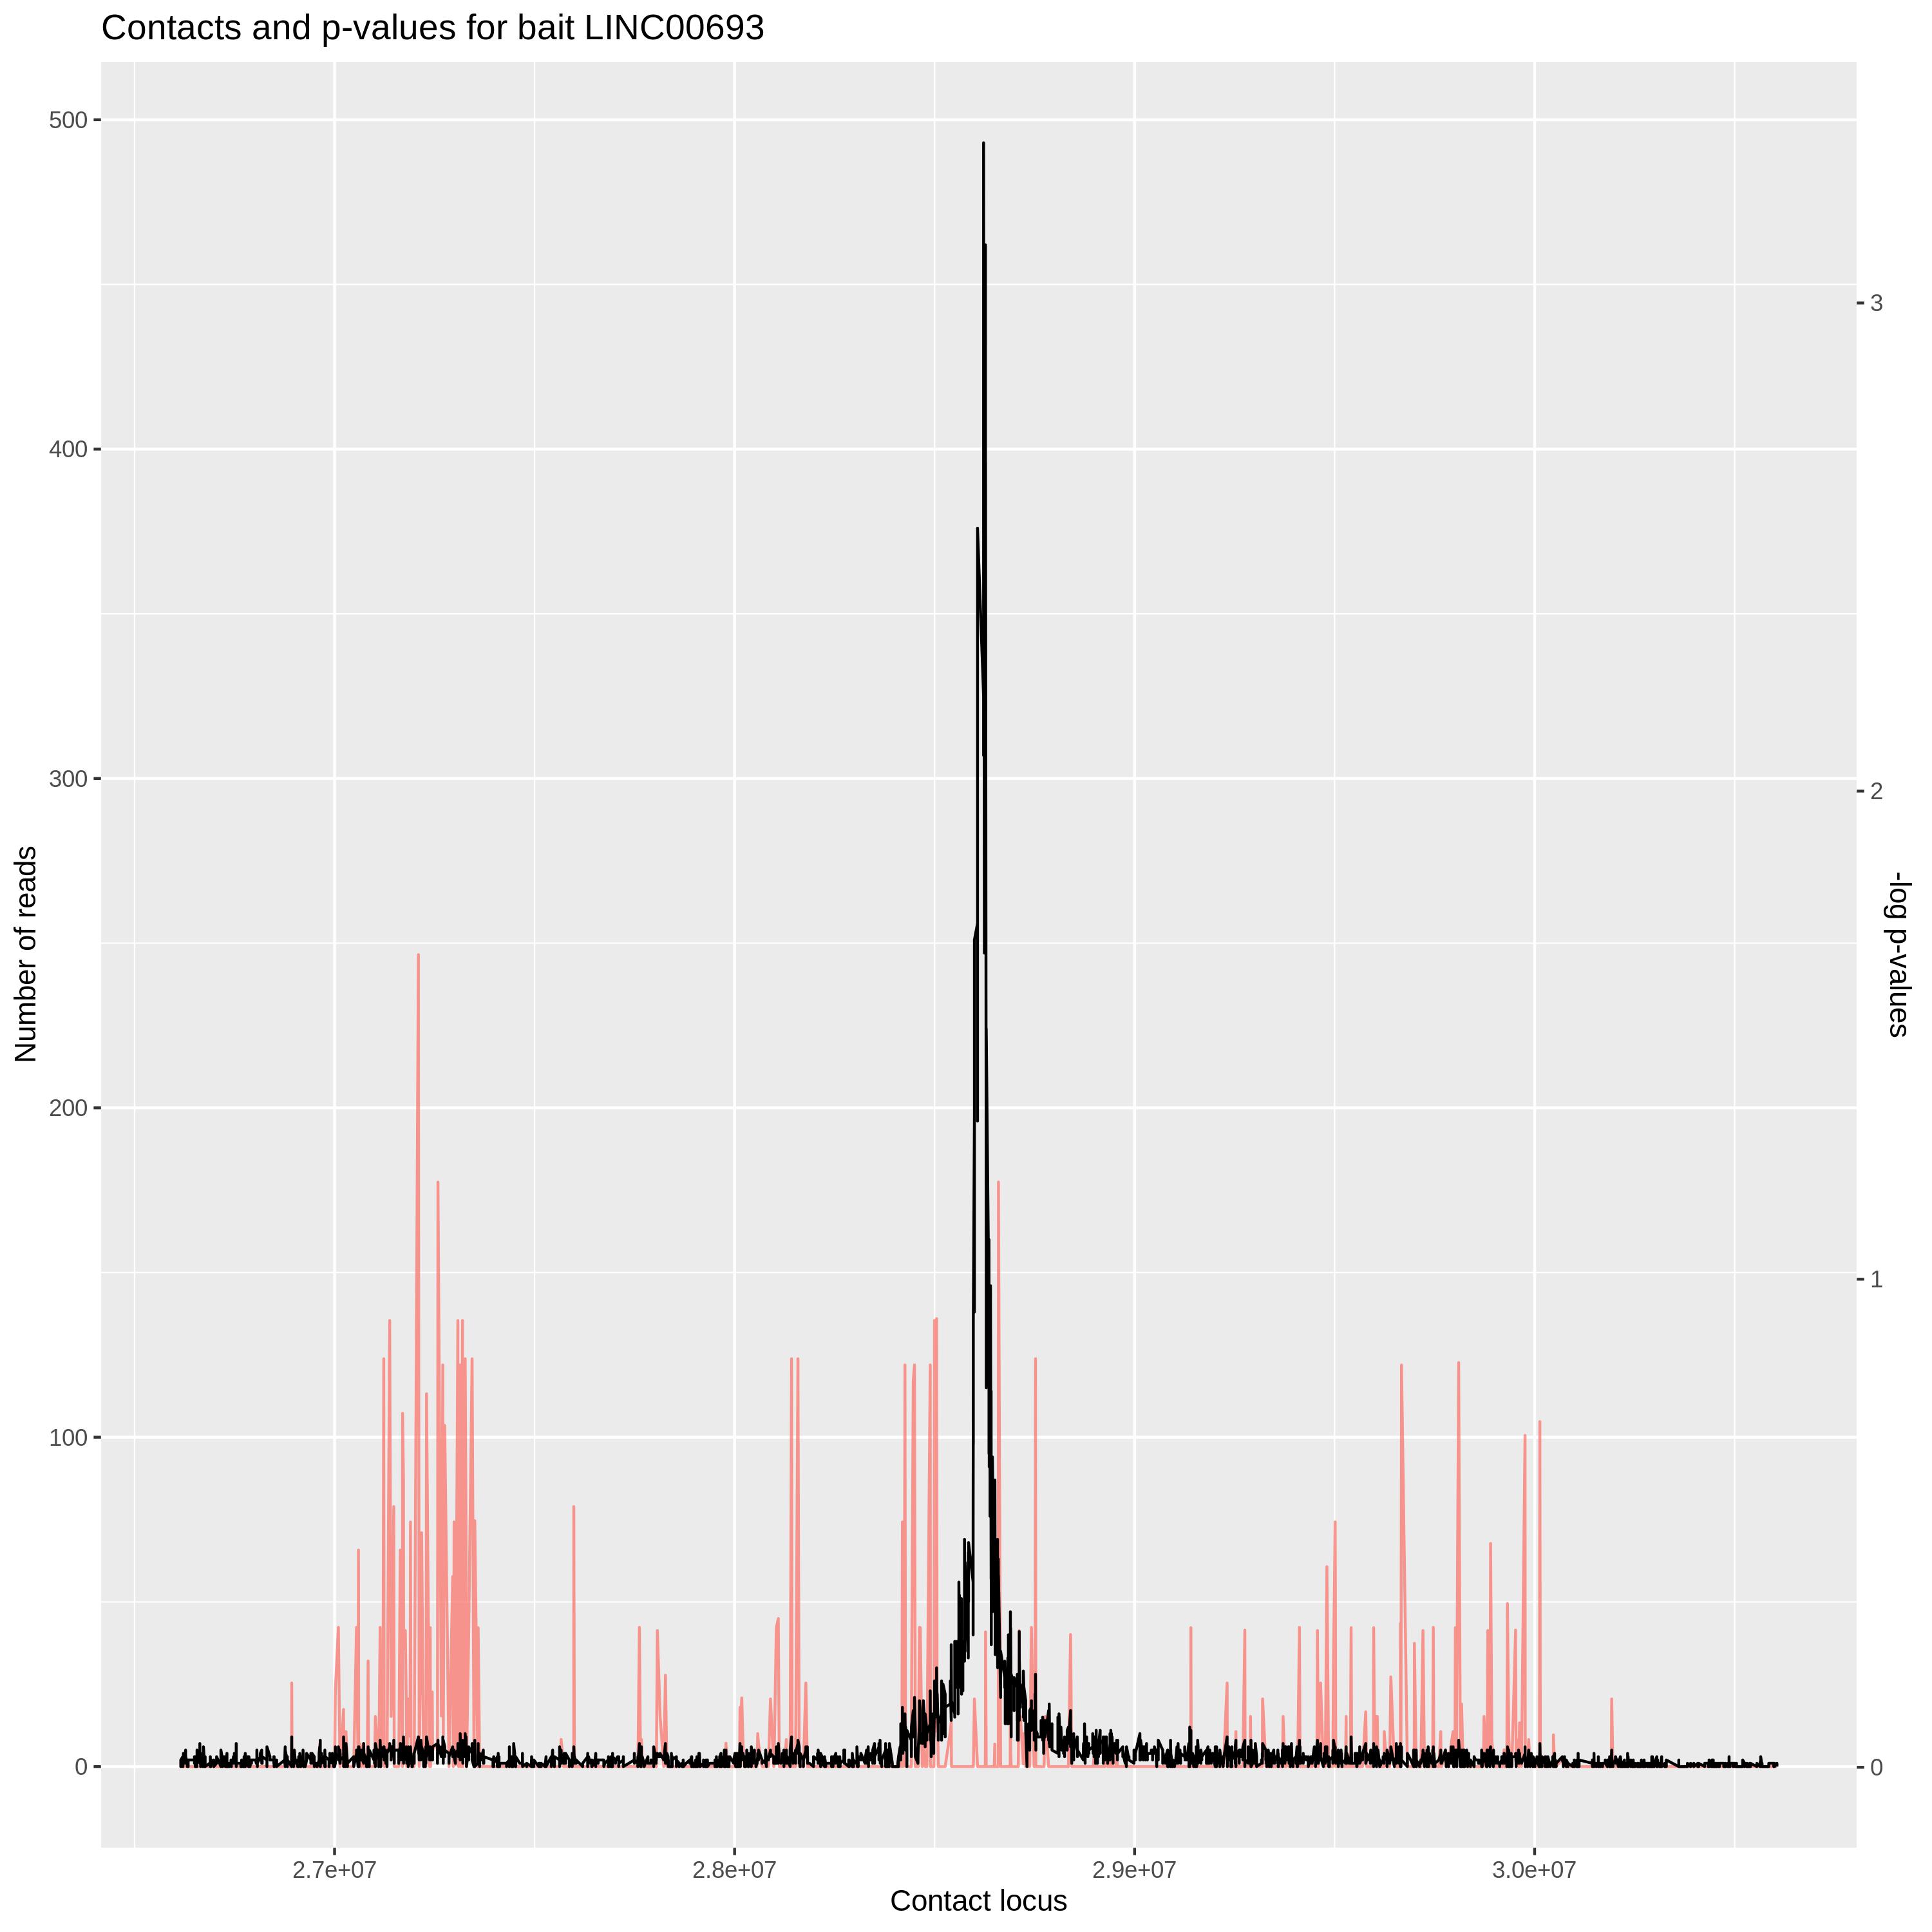 Contacts and p-values for bait LINC00693
500
400
300
200
100
0
Number of reads
3
2
1
0
-log p-values
2.7e+07 2.8e+07 2.9e+07 3.0e+07
Contact locus